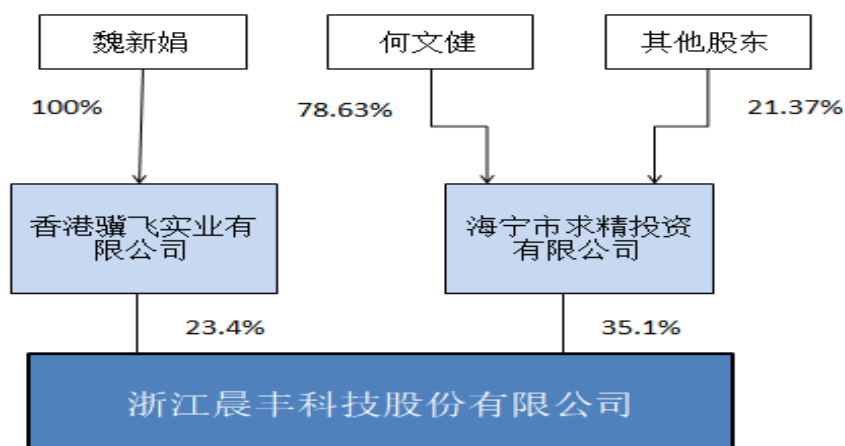 魏新娟
何文健
其他股东
100%
78.63%
21.37%
香港骥飞实业有
限公司
海宁市求精投资
有限公司
23.4%
35.1%
浙江晨丰科技股份有限公司